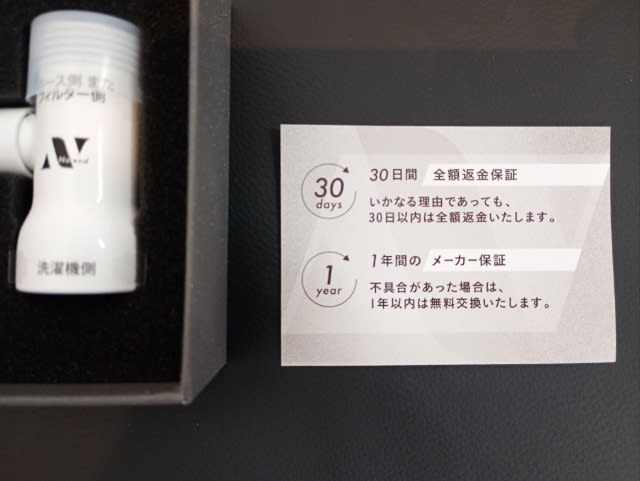 ホース側 また
フィルター側
N
洗濯機側
30
days
30日間 全額返金保証
いかなる理由であっても、
30日以内は全額返金いたします。
1
year
1年間の メーカー保証
不具合があった場合は、
1年以内は無料交換いたします。